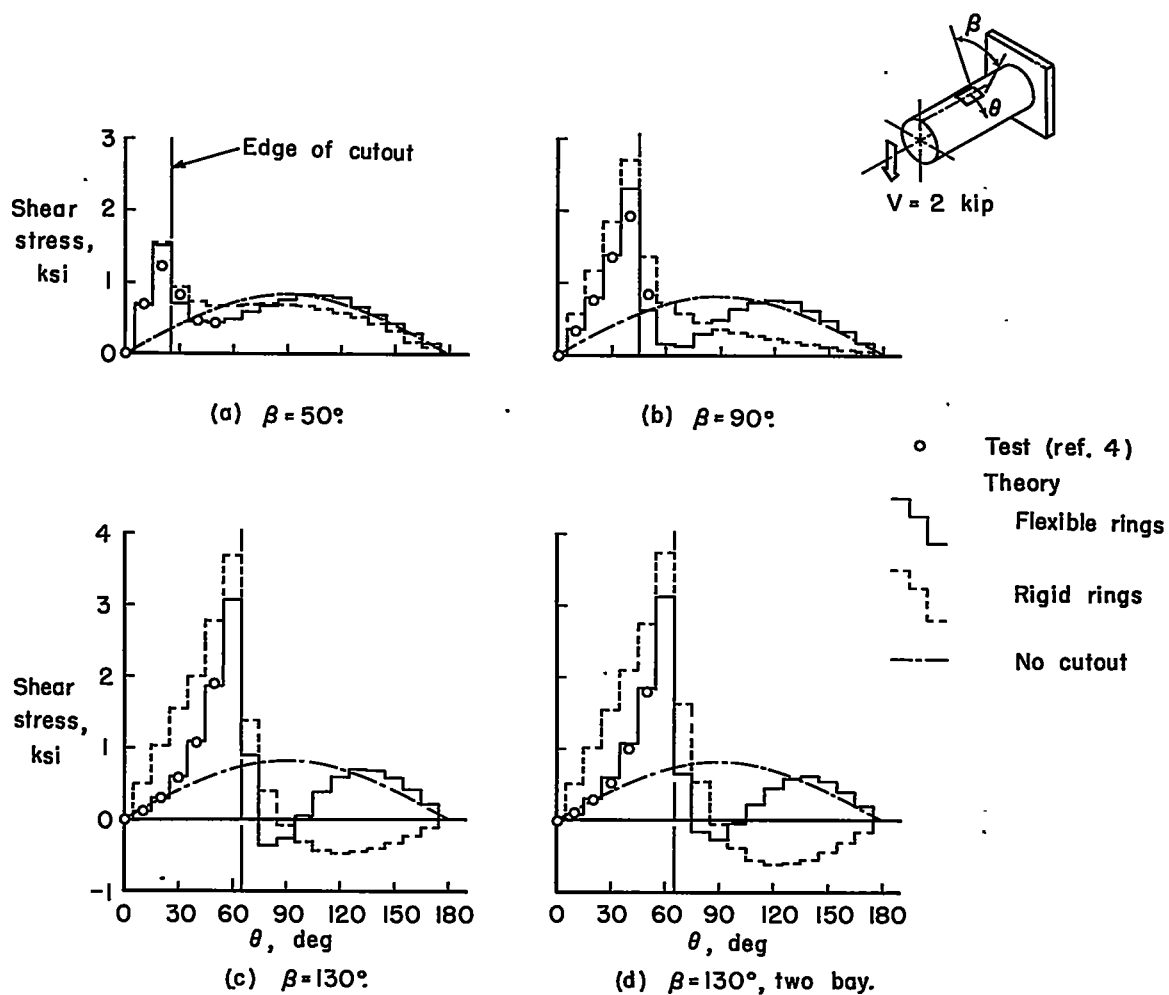 β
θ
V = 2 kip
3
2
1
0
Shear
stress,
ksi
Edge of cutout
(a) β = 50°.
(b) β = 90°.
Test (ref. 4)
Theory
Flexible rings
Rigid rings
No cutout
4
3
2
1
0
-1
Shear
stress,
ksi
0 30 60 90 120 150 180
θ, deg
(c) β = 130°.
0 30 60 90 120 150 180
θ, deg
(d) β = 130°, two bay.